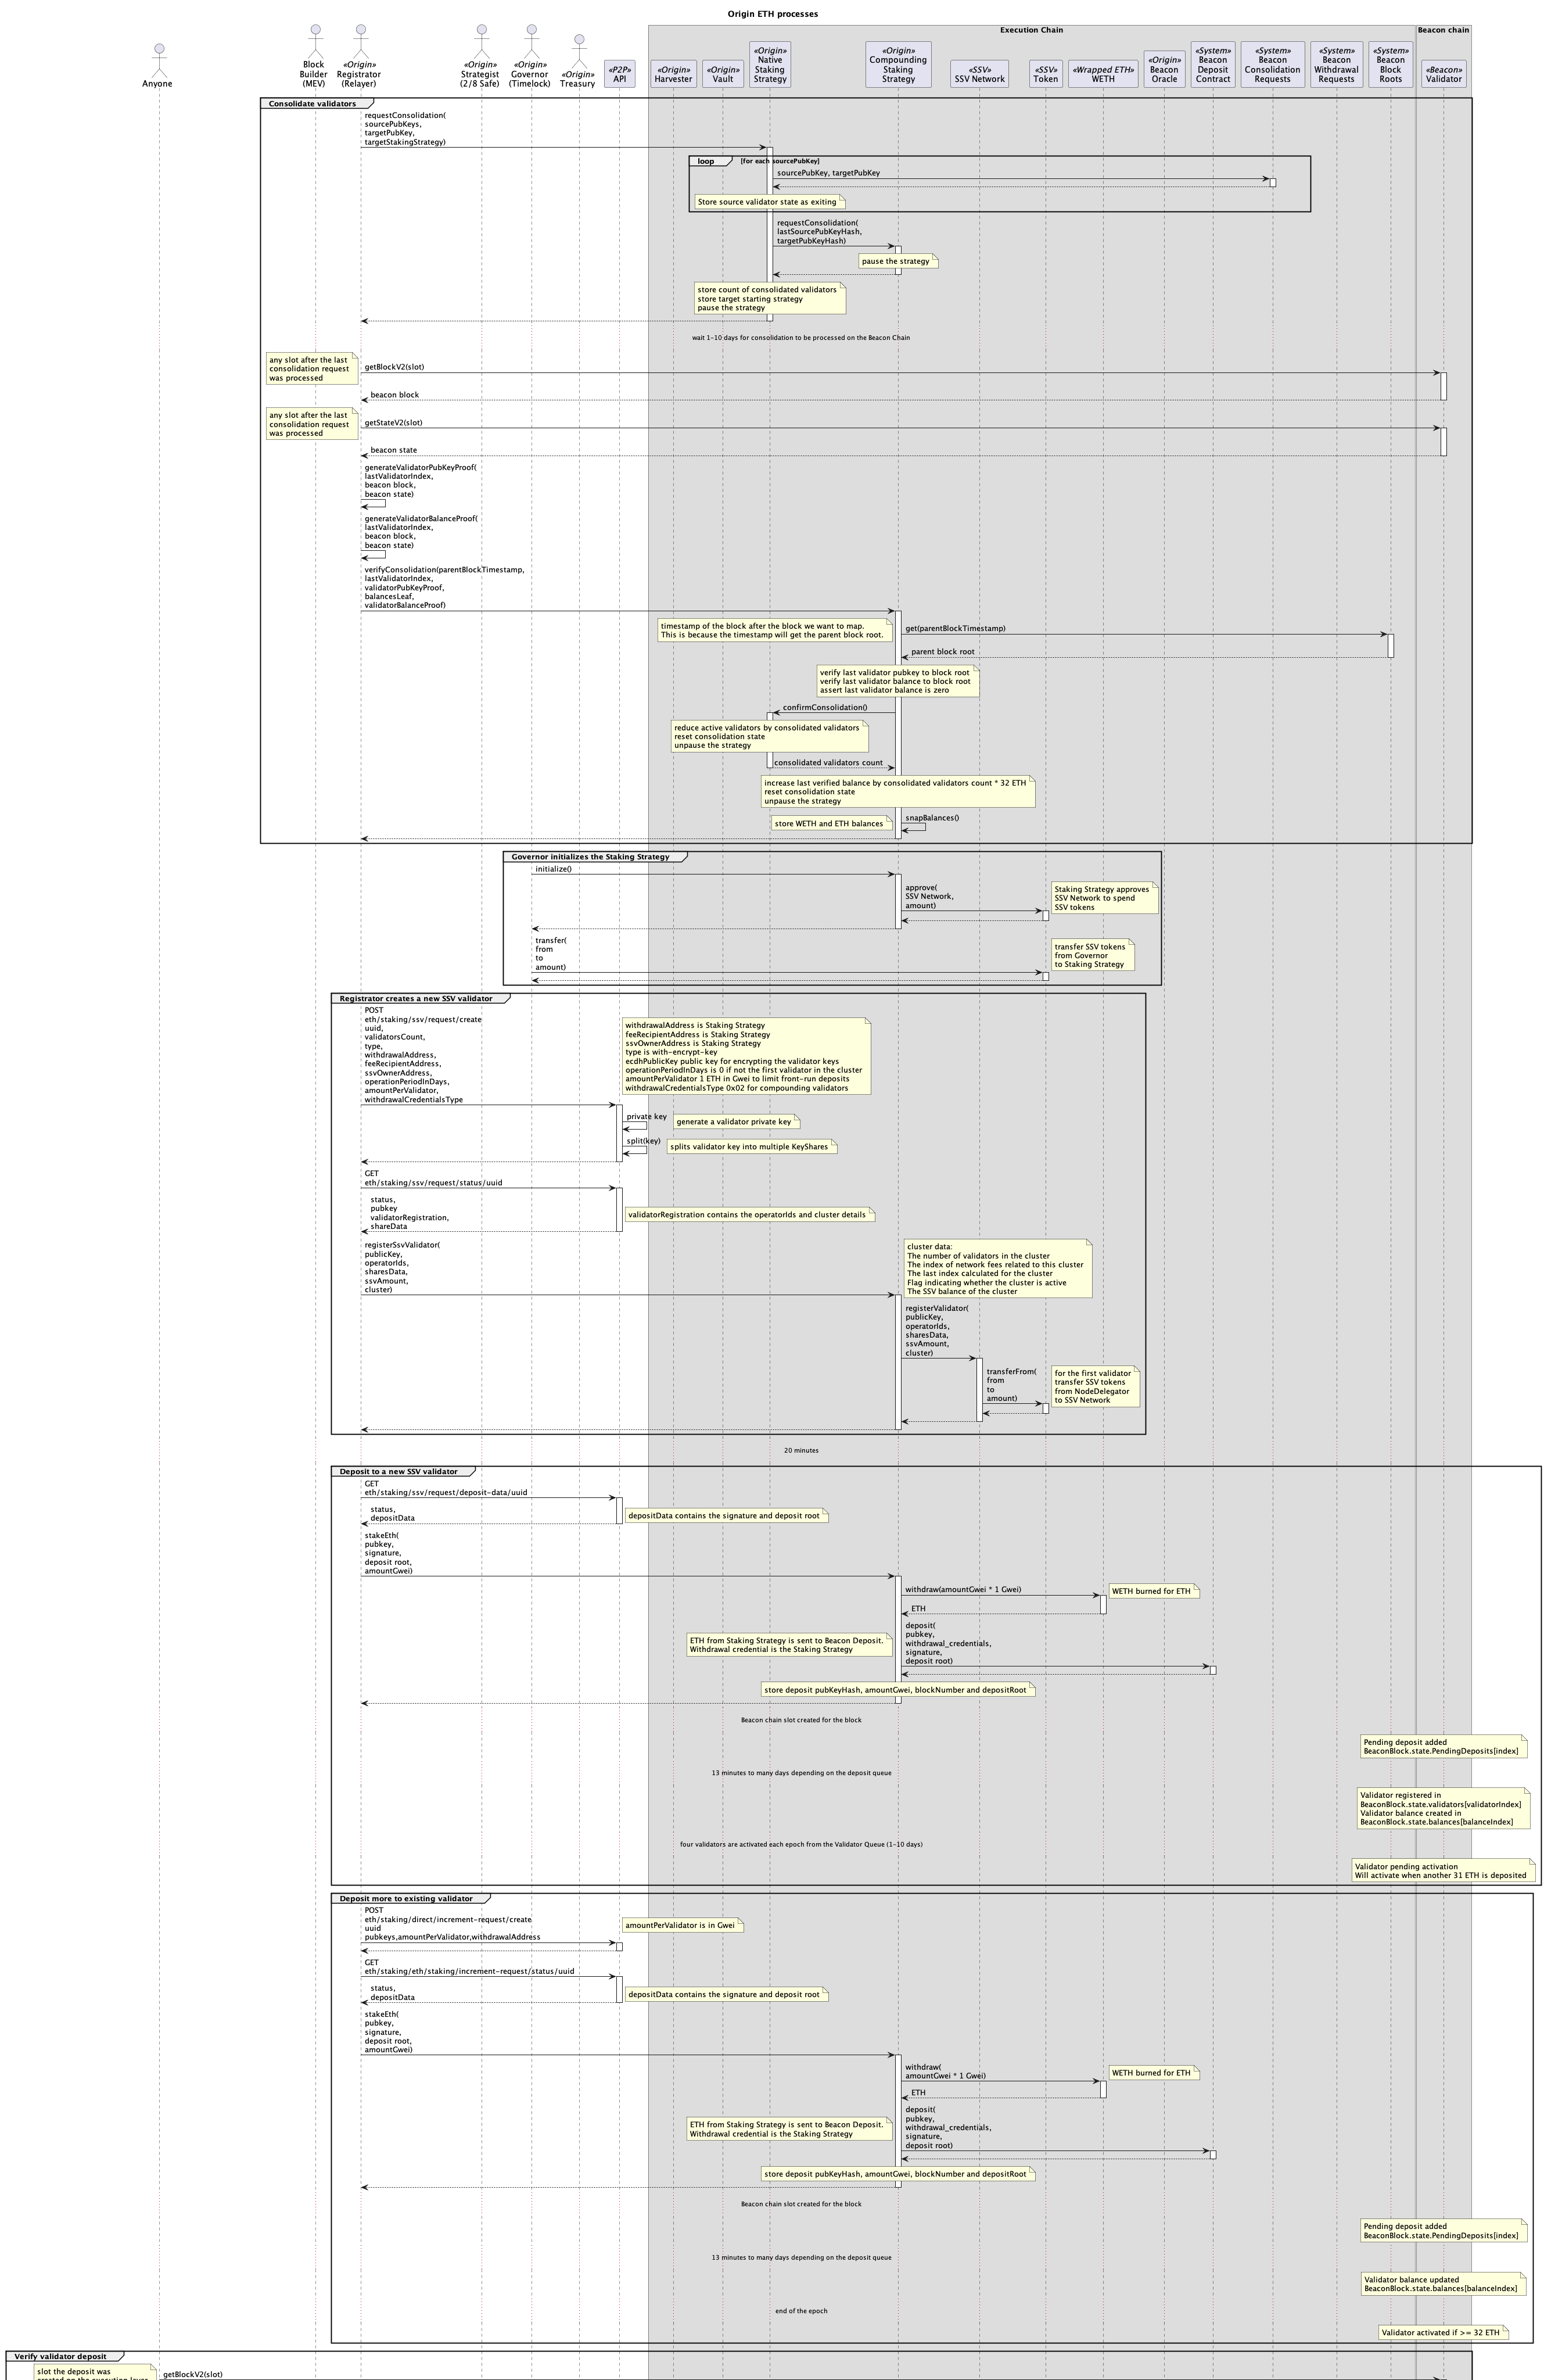 Origin ETH processes
Execution Chain
Beacon chain
Anyone
Block
Builder
(MEV)
«Origin»
Registrator
(Relayer)
«Origin»
Strategist
(2/8 Safe)
«Origin»
Governor
(Timelock)
«Origin»
Treasury
«P2P»
API
«Origin»
Harvester
«Origin»
Vault
«Origin»
Native
Staking
Strategy
«Origin»
Compounding
Staking
Strategy
«SSV»
SSV Network
«SSV»
Token
«Wrapped ETH»
WETH
«Origin»
Beacon
Oracle
«System»
Beacon
Deposit
Contract
«System»
Beacon
Consolidation
Requests
«System»
Beacon
Withdrawal
Requests
«System»
Beacon
Block
Roots
«Beacon»
Validator
Consolidate validators
requestConsolidation(
sourcePubKeys,
targetPubKey,
targetStakingStrategy)
loop [for each sourcePubKey]
sourcePubKey, targetPubKey
Store source validator state as exiting
requestConsolidation(
lastSourcePubKeyHash,
targetPubKeyHash)
pause the strategy
store count of consolidated validators
store target starting strategy
pause the strategy
wait 1-10 days for consolidation to be processed on the Beacon Chain
any slot after the last
consolidation request
was processed
getBlockV2(slot)
beacon block
any slot after the last
consolidation request
was processed
getStateV2(slot)
beacon state
generateValidatorPubKeyProof(
lastValidatorIndex,
beacon block,
beacon state)
generateValidatorBalanceProof(
lastValidatorIndex,
beacon block,
beacon state)
verifyConsolidation(parentBlockTimestamp,
lastValidatorIndex,
validatorPubKeyProof,
balancesLeaf,
validatorBalanceProof)
timestamp of the block after the block we want to map.
This is because the timestamp will get the parent block root.
get(parentBlockTimestamp)
parent block root
verify last validator pubkey to block root
verify last validator balance to block root
assert last validator balance is zero
confirmConsolidation()
reduce active validators by consolidated validators
reset consolidation state
unpause the strategy
consolidated validators count
increase last verified balance by consolidated validators count * 32 ETH
reset consolidation state
unpause the strategy
store WETH and ETH balances
snapBalances()
Governor initializes the Staking Strategy
initialize()
approve(
SSV Network,
amount)
Staking Strategy approves
SSV Network to spend
SSV tokens
transfer(
from
to
amount)
transfer SSV tokens
from Governor
to Staking Strategy
Registrator creates a new SSV validator
POST
eth/staking/ssv/request/create
uuid,
validatorsCount,
type,
withdrawalAddress,
feeRecipientAddress,
ssvOwnerAddress,
operationPeriodInDays,
amountPerValidator,
withdrawalCredentialsType
withdrawalAddress is Staking Strategy
feeRecipientAddress is Staking Strategy
ssvOwnerAddress is Staking Strategy
type is with-encrypt-key
ecdhPublicKey public key for encrypting the validator keys
operationPeriodInDays is 0 if not the first validator in the cluster
amountPerValidator 1 ETH in Gwei to limit front-run deposits
withdrawalCredentialsType 0x02 for compounding validators
private key
generate a validator private key
split(key)
splits validator key into multiple KeyShares
GET
eth/staking/ssv/request/status/uuid
status,
pubkey
validatorRegistration,
shareData
validatorRegistration contains the operatorIds and cluster details
registerSsvValidator(
publicKey,
operatorIds,
sharesData,
ssvAmount,
cluster)
cluster data:
The number of validators in the cluster
The index of network fees related to this cluster
The last index calculated for the cluster
Flag indicating whether the cluster is active
The SSV balance of the cluster
registerValidator(
publicKey,
operatorIds,
sharesData,
ssvAmount,
cluster)
transferFrom(
from
to
amount)
for the first validator
transfer SSV tokens
from NodeDelegator
to SSV Network
20 minutes
Deposit to a new SSV validator
GET
eth/staking/ssv/request/deposit-data/uuid
status,
depositData
depositData contains the signature and deposit root
stakeEth(
pubkey,
signature,
deposit root,
amountGwei)
withdraw(amountGwei * 1 Gwei)
WETH burned for ETH
ETH
ETH from Staking Strategy is sent to Beacon Deposit.
Withdrawal credential is the Staking Strategy
deposit(
pubkey,
withdrawal_credentials,
signature,
deposit root)
store deposit pubKeyHash, amountGwei, blockNumber and depositRoot
Beacon chain slot created for the block
Pending deposit added
BeaconBlock.state.PendingDeposits[index]
13 minutes to many days depending on the deposit queue
Validator registered in
BeaconBlock.state.validators[validatorIndex]
Validator balance created in
BeaconBlock.state.balances[balanceIndex]
four validators are activated each epoch from the Validator Queue (1-10 days)
Validator pending activation
Will activate when another 31 ETH is deposited
Deposit more to existing validator
POST
eth/staking/direct/increment-request/create
uuid
pubkeys,amountPerValidator,withdrawalAddress
amountPerValidator is in Gwei
GET
eth/staking/eth/staking/increment-request/status/uuid
status,
depositData
depositData contains the signature and deposit root
stakeEth(
pubkey,
signature,
deposit root,
amountGwei)
withdraw(
amountGwei * 1 Gwei)
WETH burned for ETH
ETH
ETH from Staking Strategy is sent to Beacon Deposit.
Withdrawal credential is the Staking Strategy
deposit(
pubkey,
withdrawal_credentials,
signature,
deposit root)
store deposit pubKeyHash, amountGwei, blockNumber and depositRoot
Beacon chain slot created for the block
Pending deposit added
BeaconBlock.state.PendingDeposits[index]
13 minutes to many days depending on the deposit queue
Validator balance updated
BeaconBlock.state.balances[balanceIndex]
end of the epoch
Validator activated if >= 32 ETH
Verify validator deposit
slot the deposit was
getBlockV2(slot)